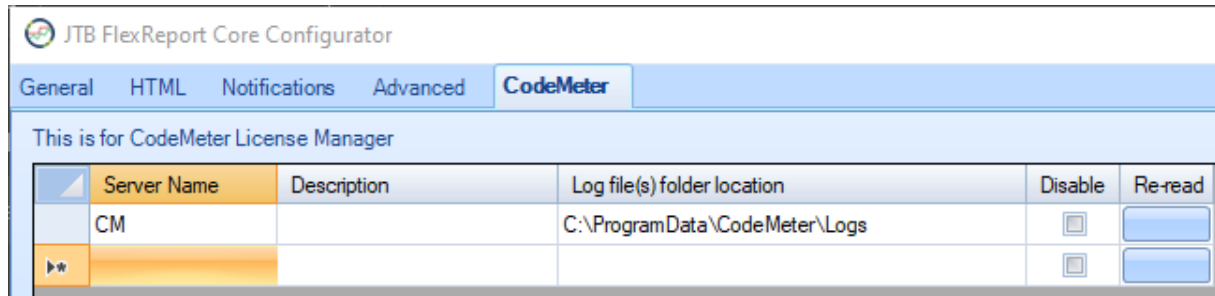 JTB FlexReport Core Configurator
General HTML Notifications Advanced CodeMeter
This is for CodeMeter License Manager
Server Name Description Log file(s) folder location Disable Re-read
CM C:\ProgramData\CodeMeter\Logs